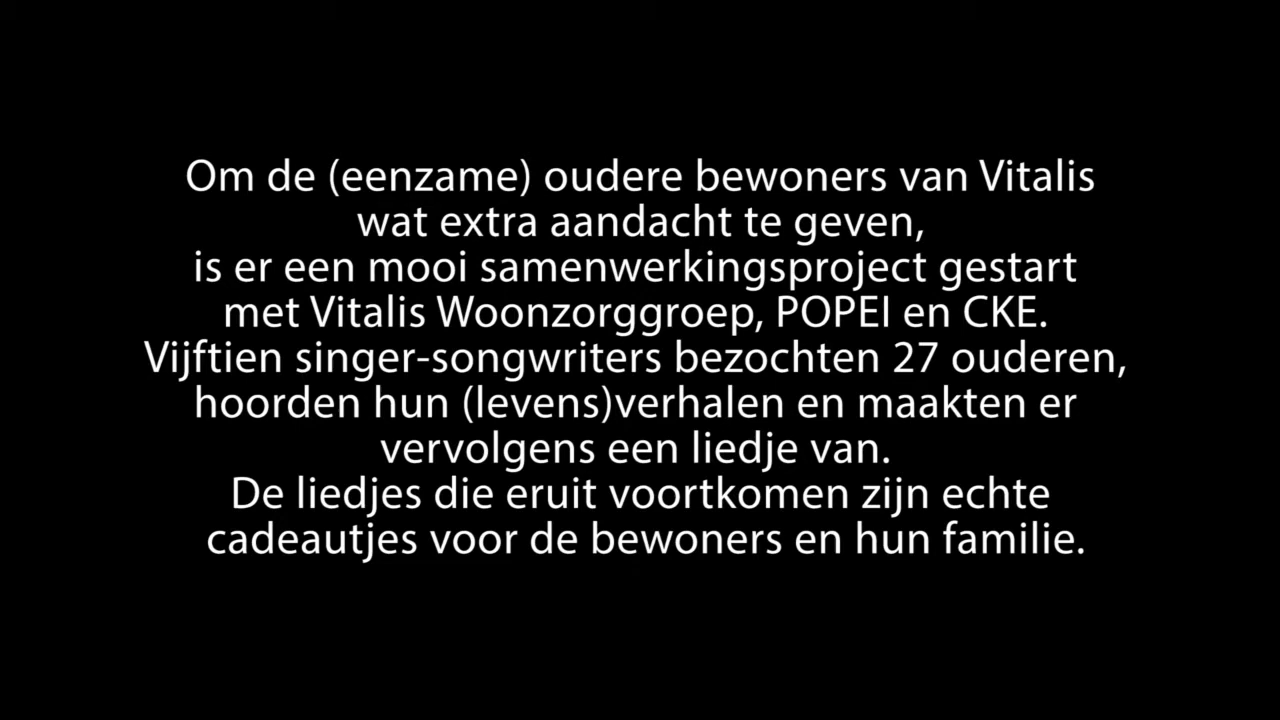 Om de (eenzame) oudere bewoners van Vitalis
wat extra aandacht te geven,
is er een mooi samenwerkingsproject gestart
met Vitalis Woonzorggroep, POPEI en CKE.
Vijftien singer-songwriters bezochten 27 ouderen,
hoorden hun (levens)verhalen en maakten er
vervolgens een liedje van.
De liedjes die eruit voortkomen zijn echte
cadeautjes voor de bewoners en hun familie.